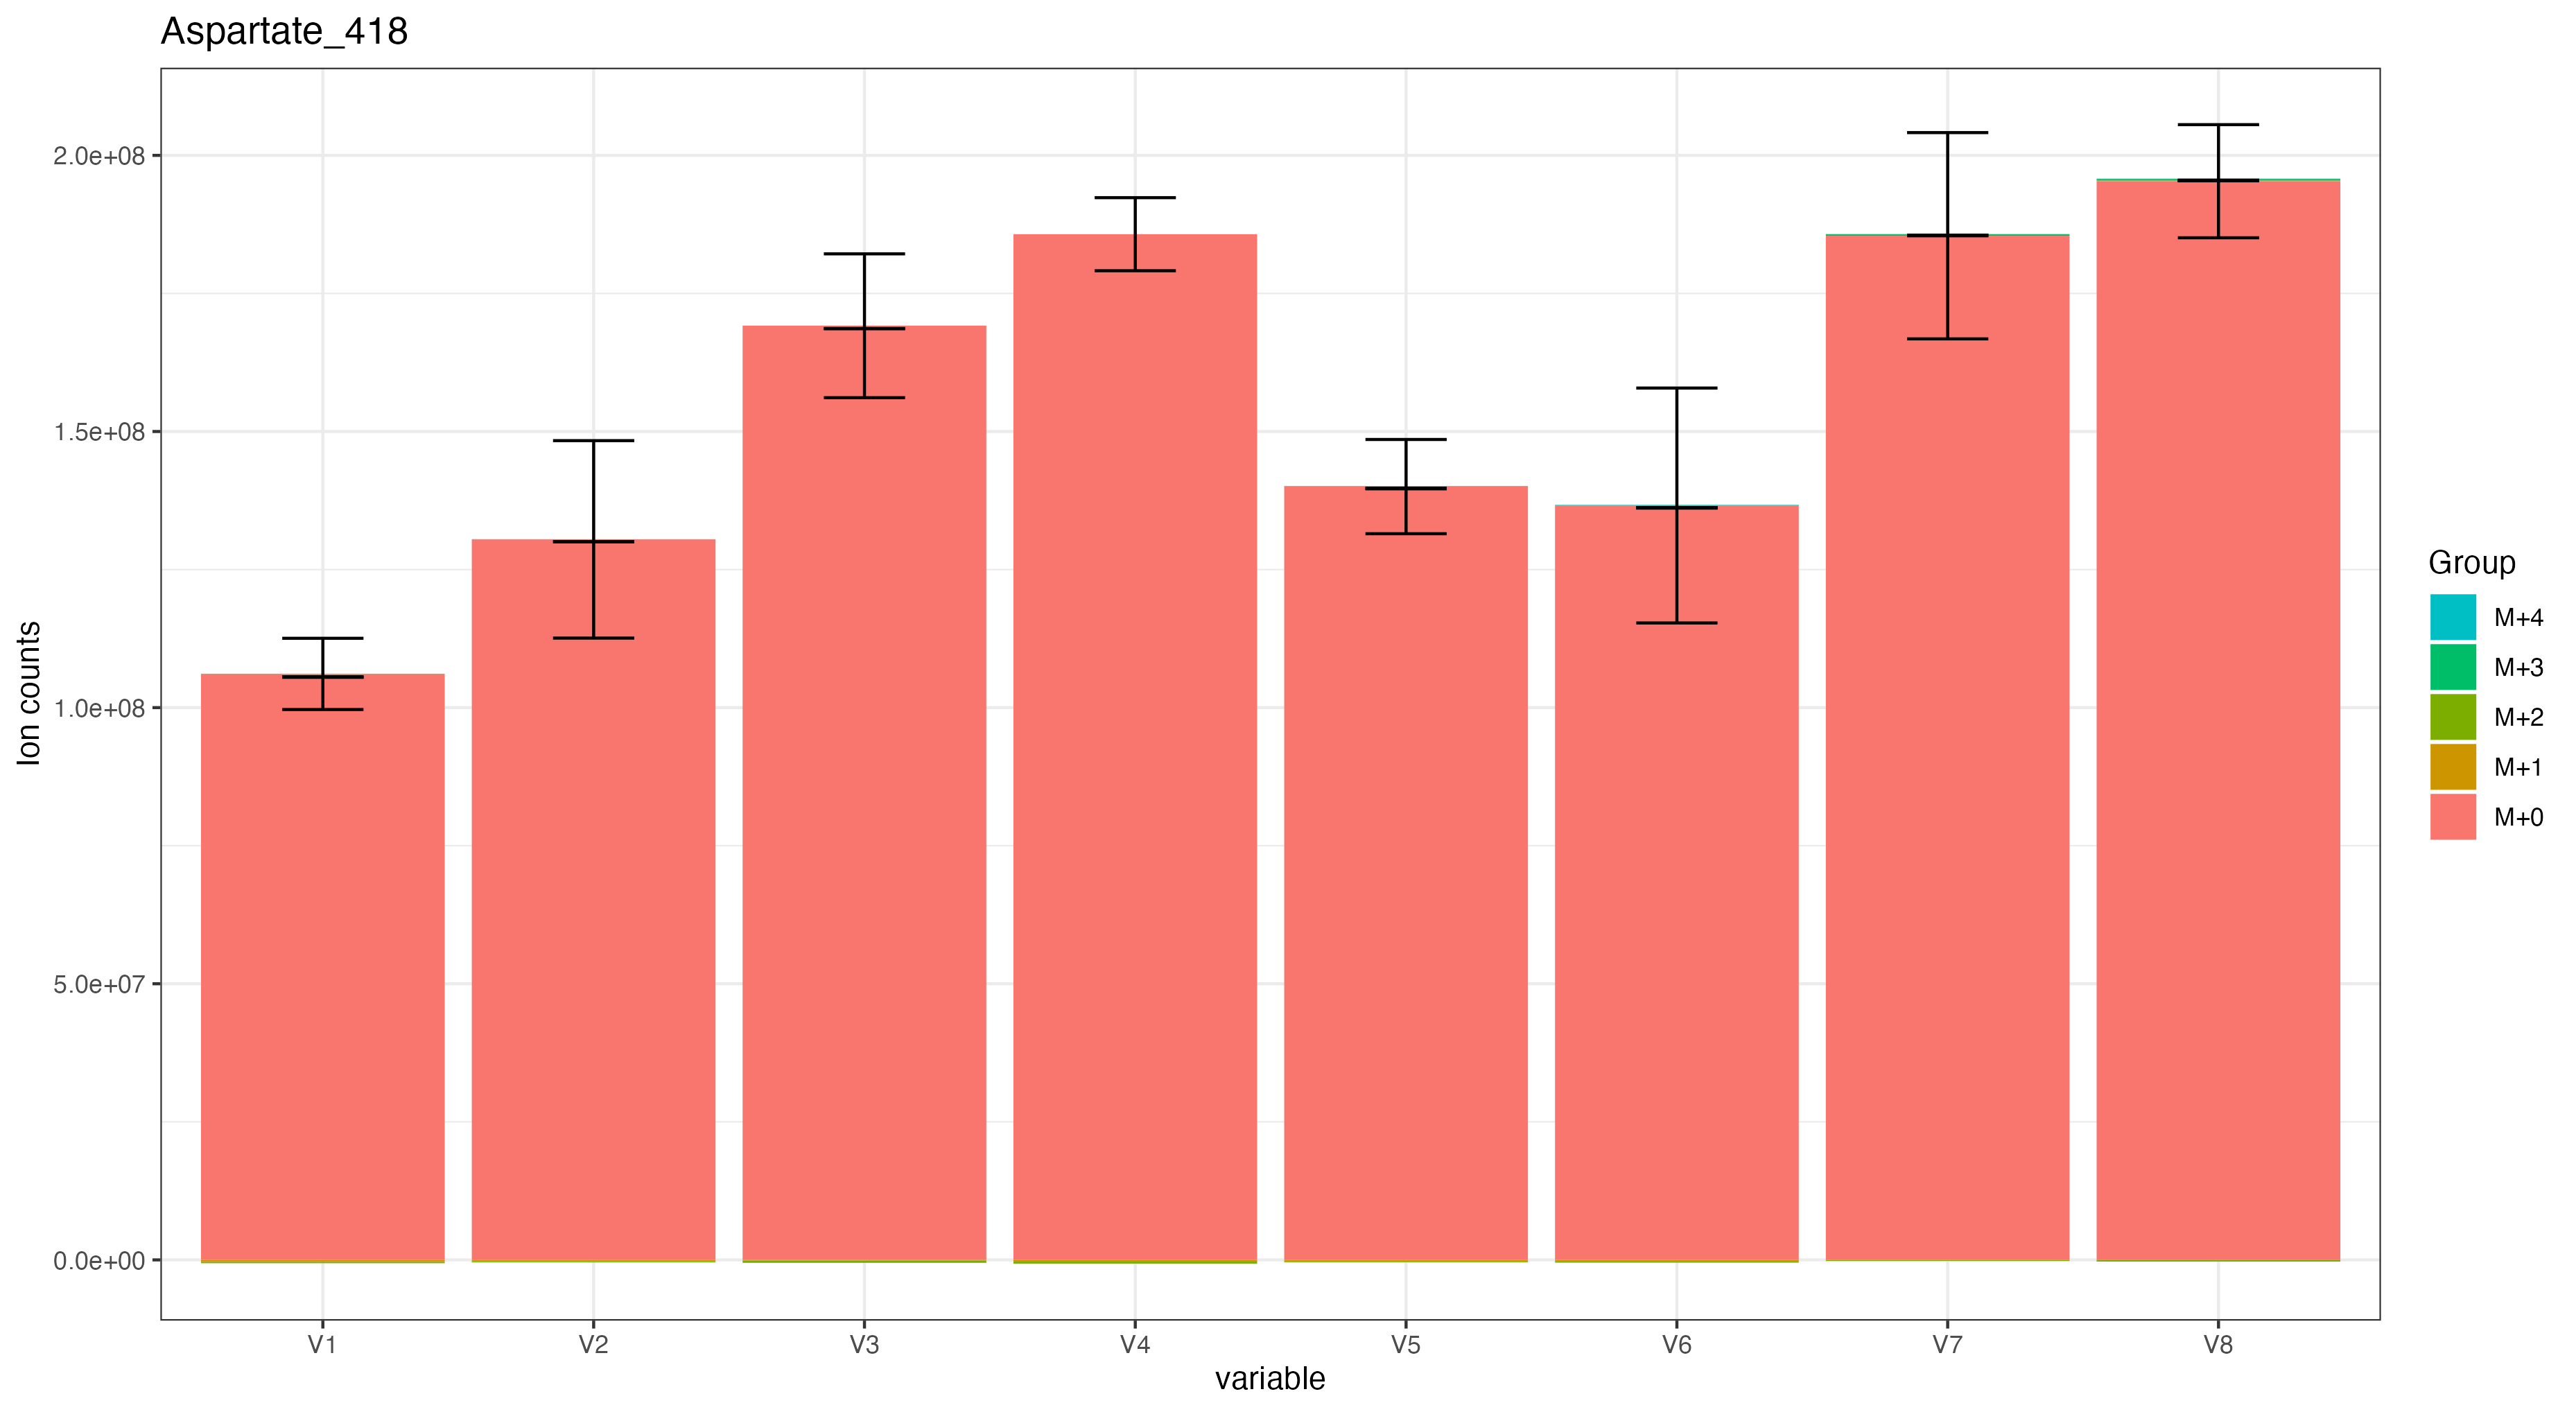 Aspartate_418
2.0e+08
1.5e+08
1.0e+08
5.0e+07
0.0e+00
Ion counts
V1 V2 V3 V4 V5 V6 V7 V8
variable
Group
M+4
M+3
M+2
M+1
M+0